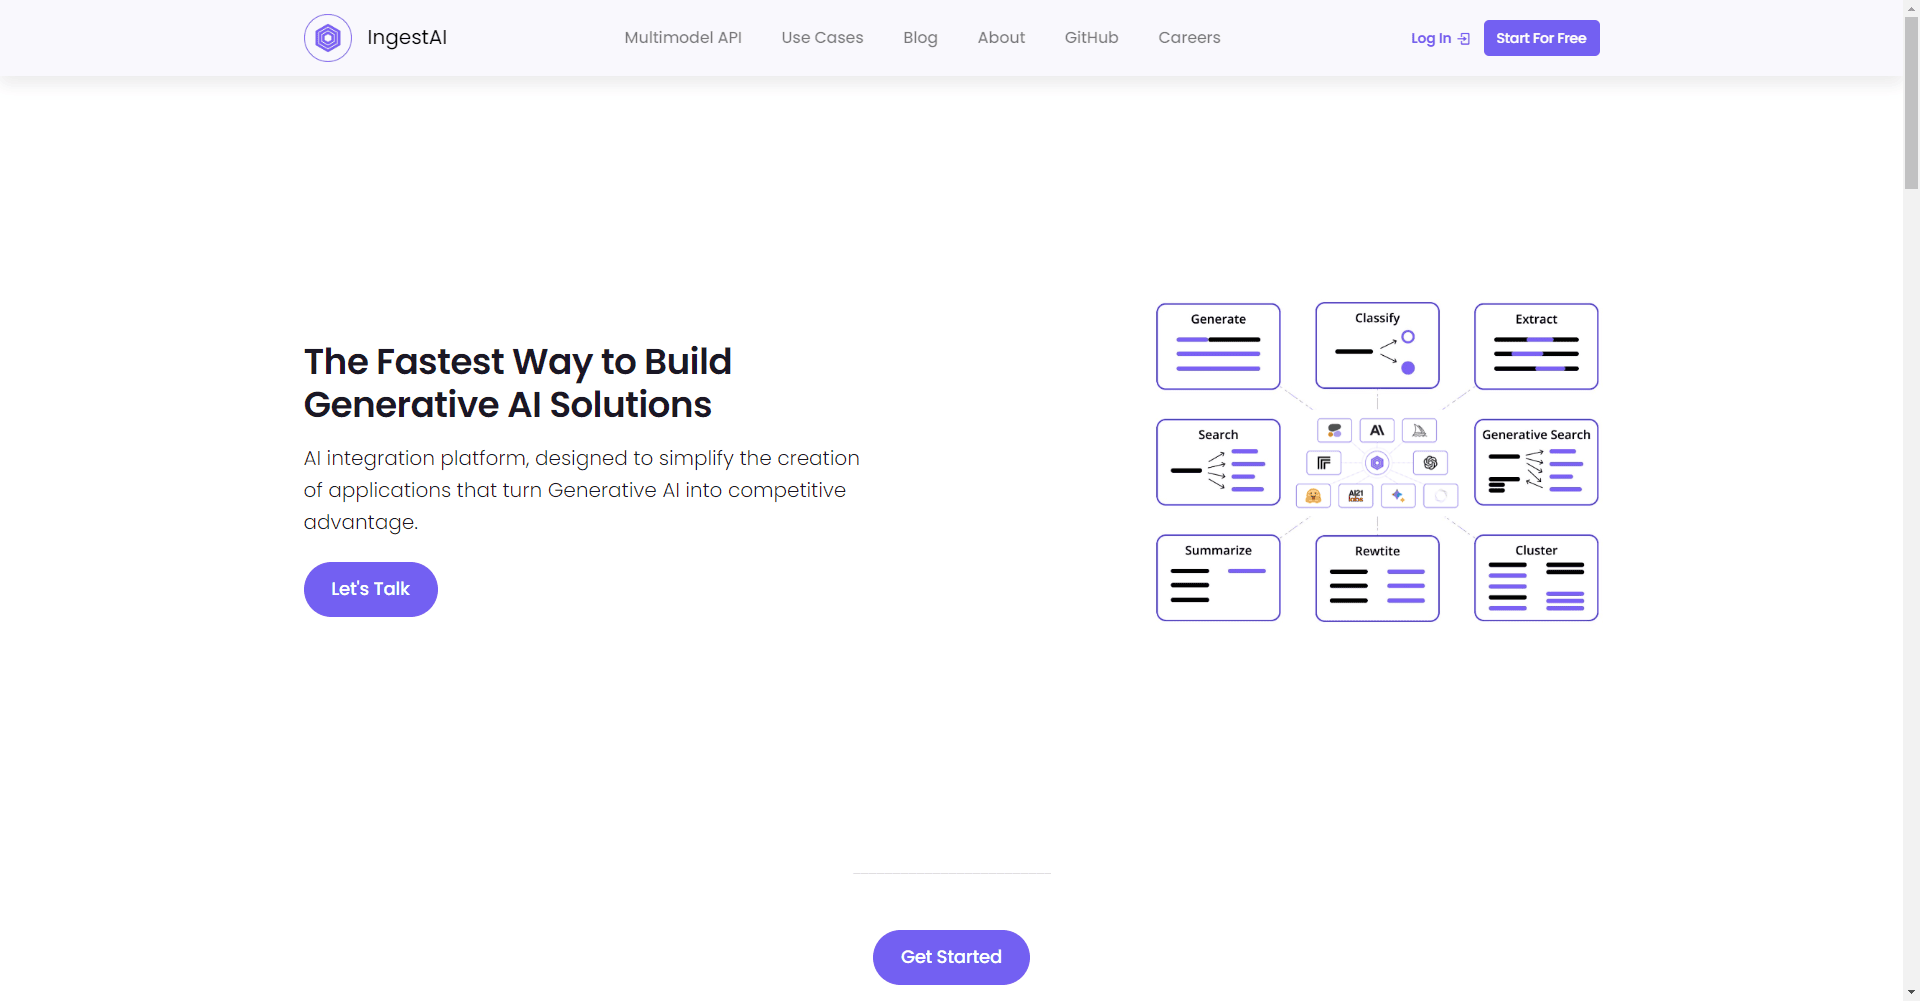 IngestAI
Multimodel API
Use Cases
Blog
About
GitHub
Careers
Log In
Start For Free
The Fastest Way to Build
Generative AI Solutions
AI integration platform, designed to simplify the creation
of applications that turn Generative AI into competitive
advantage.
Let's Talk
Generate
Classify
Extract
Search
Generative Search
AI21
labs
Summarize
Rewtite
Cluster
Get Started